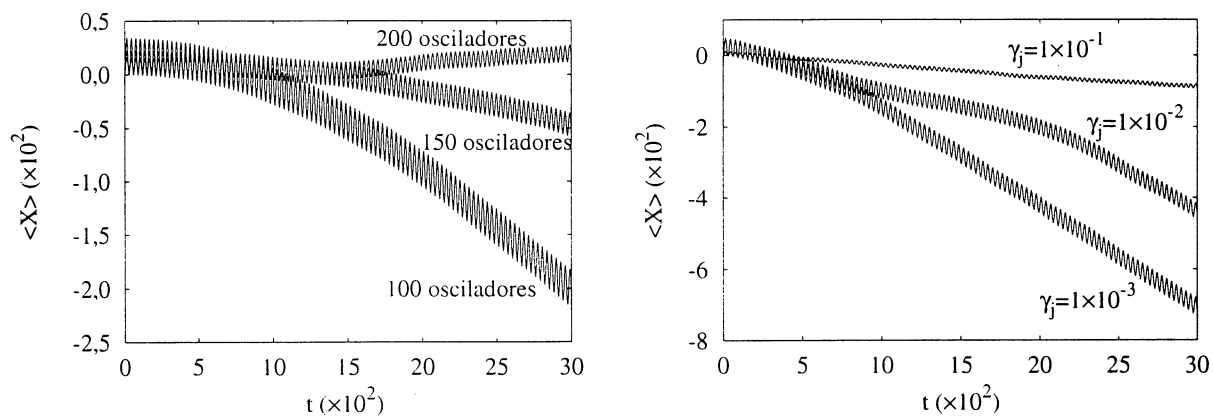 0,5
0,0
-0,5
-1,0
-1,5
-2,0
-2,5
<X> (×10²)
200 osciladores
150 osciladores
100 osciladores
0 5 10 15 20 25 30
t (×10²)
0
-2
-4
-6
-8
<X> (×10²)
γj=1×10⁻¹
γj=1×10⁻²
γj=1×10⁻³
0 5 10 15 20 25 30
t (×10²)